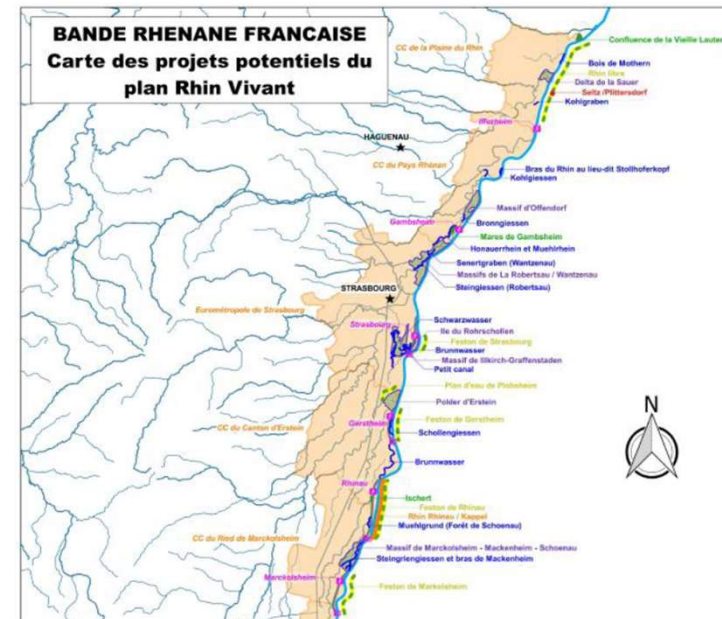 BANDE RHENANE FRANCAISE
Carte des projets potentiels du
plan Rhin Vivant
CC de la Plaine du Rhin
Confluence de la Vieille Lauter
Bois de Mothern
Rhin libre
Delta de la Sauer
Seltz /Plittersdorf
Kohlgraben
Iffezheim
HAGUENAU
CC du Pays Rhénan
Bras du Rhin au lieu-dit Stollhoferkopf
Kohlgiessen
Massif d'Offendorf
Gambsheim
Bronngiessen
Mares de Gambsheim
Honauerrhein et Muehlrhein
Senertgraben (Wantzenau)
Massifs de La Robertsau / Wantzenau
Steingiessen (Robertsau)
STRASBOURG
Eurométropole de Strasbourg
Strasbourg
Schwarzwasser
Ile du Rohrschollen
Feston de Strasbourg
Brunnwasser
Massif de Illkirch-Graffenstaden
Petit canal
Plan d'eau de Plobsheim
Polder d'Erstein
Gerstheim
Feston de Gerstheim
CC du Canton d'Erstein
Schollengiessen
Brunnwasser
Rhinau
Ischert
Feston de Rhinau
Rhin Rhinau / Kappel
Muehlgrund (Forêt de Schoenau)
CC du Ried de Marckolsheim
Massif de Marckolsheim - Mackenheim - Schoenau
Steingriengiessen et bras de Mackenheim
Marckolsheim
Feston de Markolsheim
N